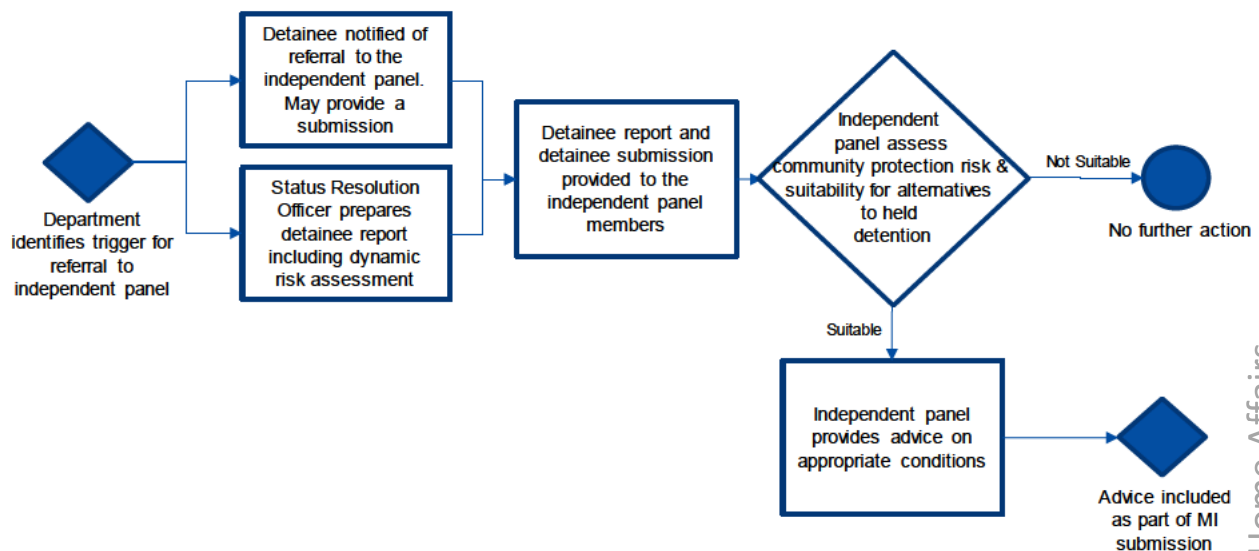 Detainee notified of
referral to the
independent panel.
May provide a
submission
Department
identifies trigger for
referral to
independent panel
Status Resolution
Officer prepares
detainee report
including dynamic
risk assessment
Detainee report and
detainee submission
provided to the
independent panel
members
Independent
panel assess
community protection risk &
suitability for alternatives
to held
detention
Not Suitable
No further action
Suitable
Independent panel
provides advice on
appropriate conditions
Advice included
as part of MI
submission
Home Affairs